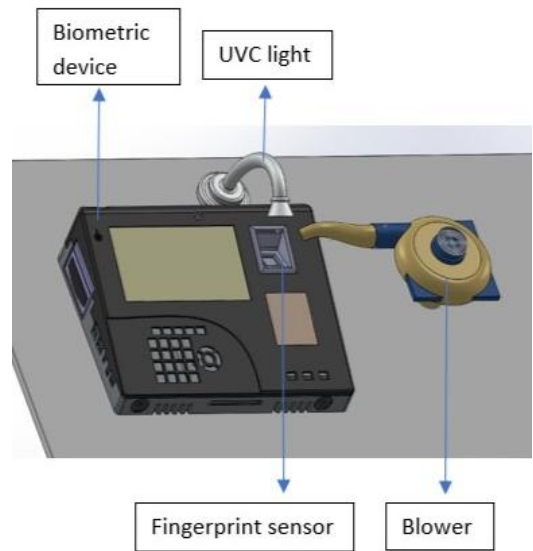 Biometric
device
UVC light
Fingerprint sensor
Blower